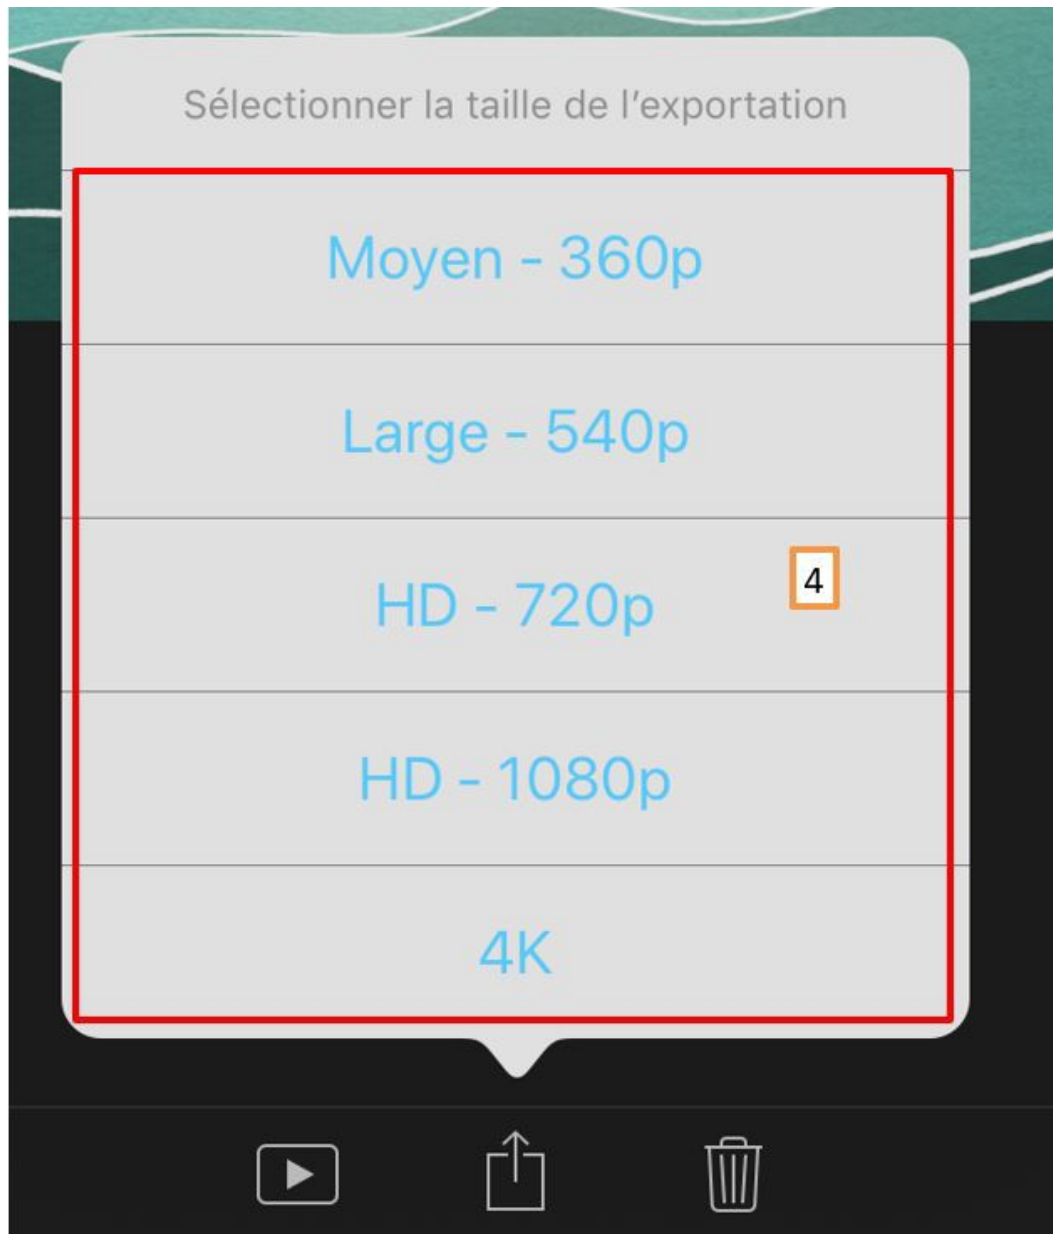 Sélectionner la taille de l’exportation
Moyen - 360p
Large - 540p
HD - 720p
4
HD - 1080p
4K